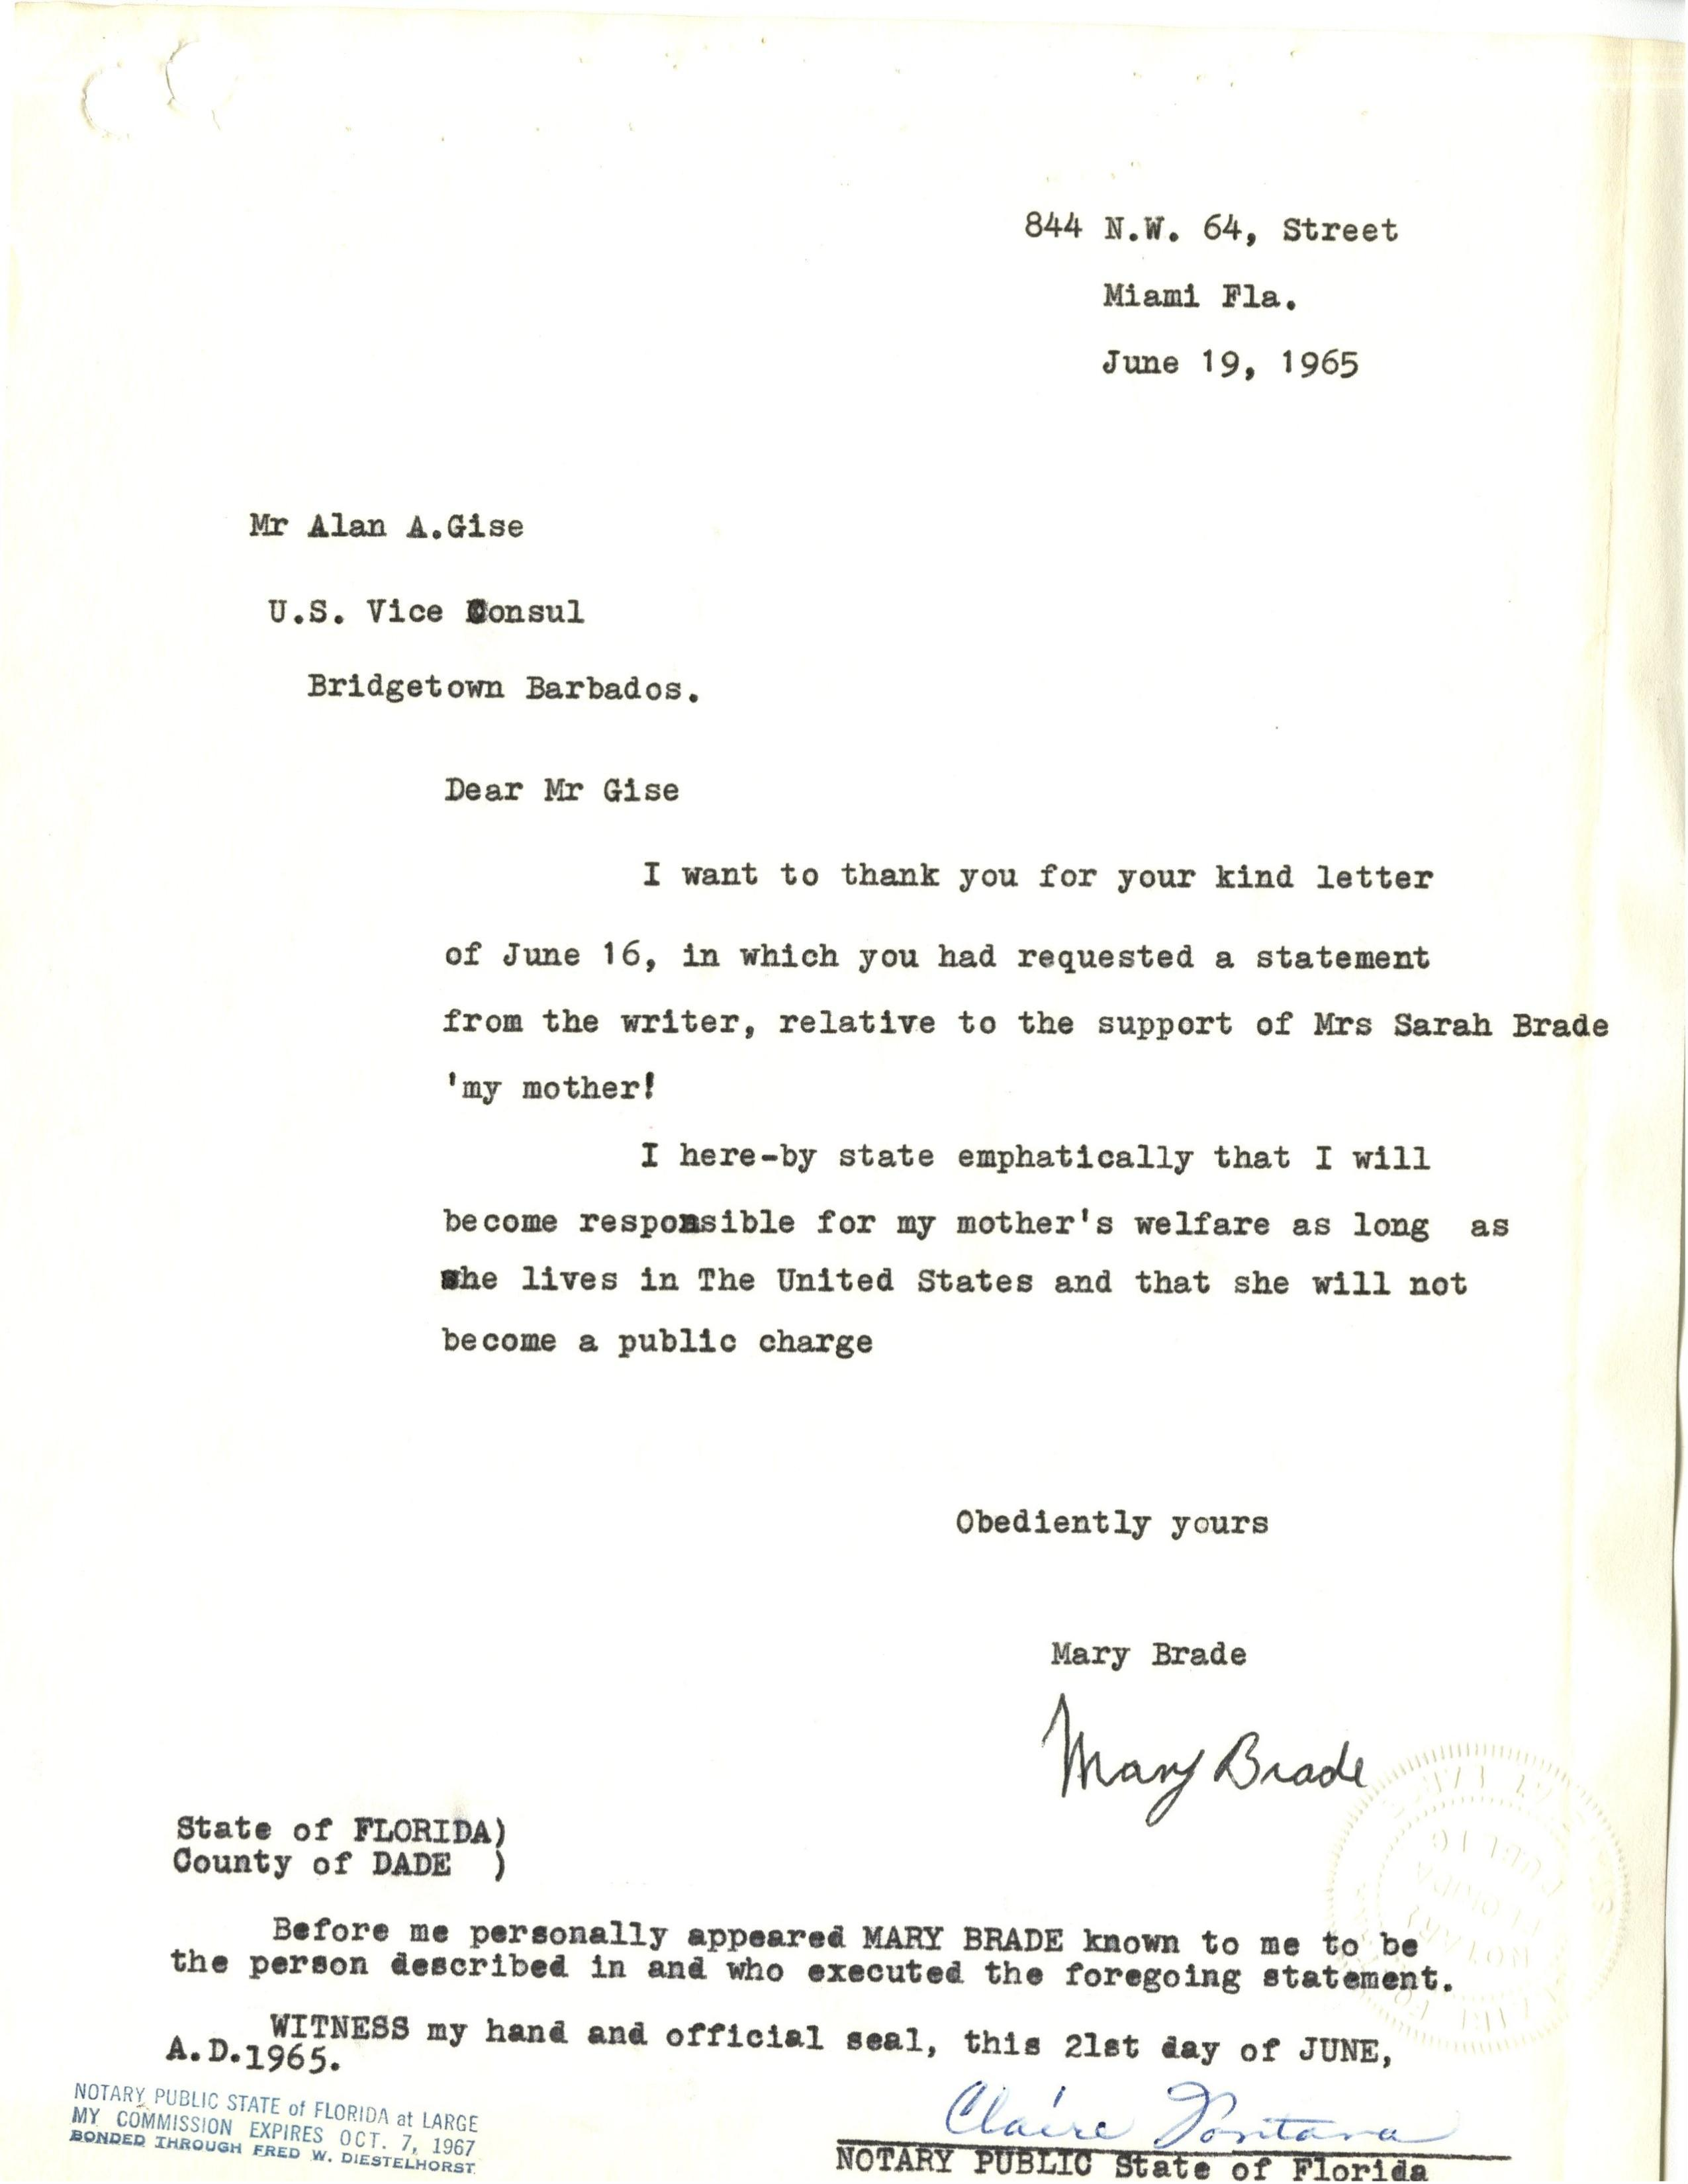 844 N.W. 64, Street
Miami Fla.
June 19, 1965
Mr Alan A.Gise
U.S. Vice Consul
Bridgetown Barbados.
Dear Mr Gise
I want to thank you for your kind letter
of June 16, in which you had requested a statement
from the writer, relative to the support of Mrs Sarah Brade
'my mother!
I here-by state emphatically that I will
become responsible for my mother's welfare as long as
she lives in The United States and that she will not
become a public charge
Obediently yours
Mary Brade
Mary Brade
State of FLORIDA)
County of DADE )
Before me personally appeared MARY BRADE known to me to be
the person described in and who executed the foregoing statement.
WITNESS my hand and official seal, this 21st day of JUNE,
A.D.1965.
NOTARY PUBLIC STATE of FLORIDA at LARGE
MY COMMISSION EXPIRES OCT. 7, 1967
BONDED THROUGH FRED W. DIESTELHORST
Claire Fontana
NOTARY PUBLIC State of Florida